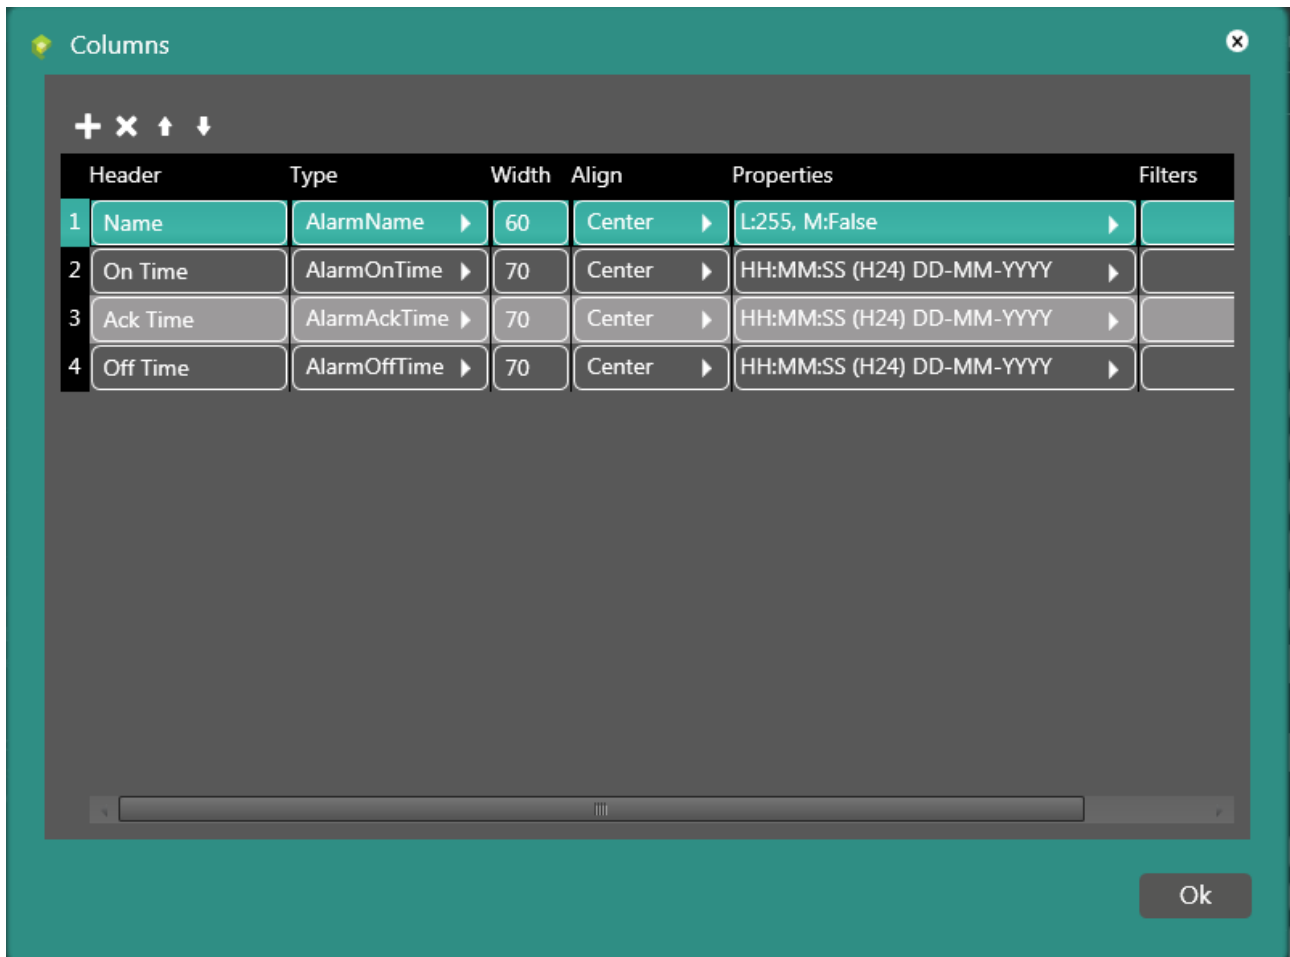 Columns
Header Type Width Align Properties Filters
1 Name AlarmName 60 Center L:255, M:False
2 On Time AlarmOnTime 70 Center HH:MM:SS (H24) DD-MM-YYYY
3 Ack Time AlarmAckTime 70 Center HH:MM:SS (H24) DD-MM-YYYY
4 Off Time AlarmOffTime 70 Center HH:MM:SS (H24) DD-MM-YYYY
Ok